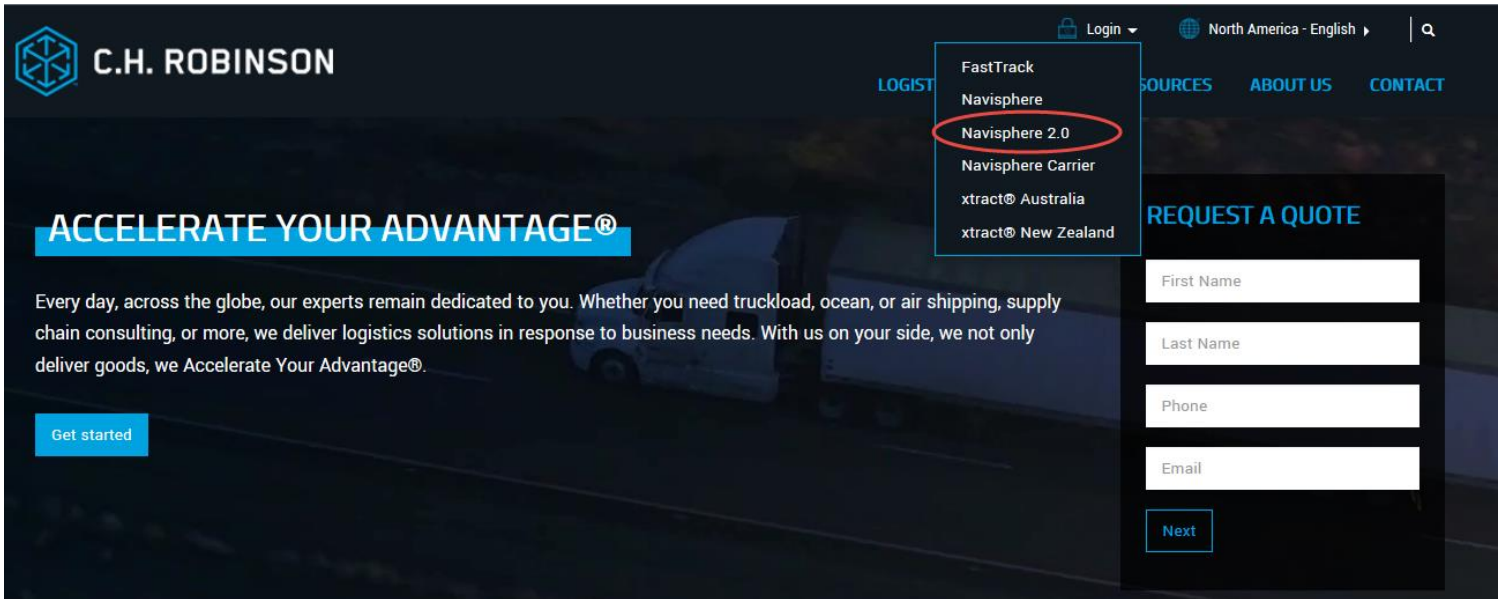 C.H. ROBINSON
Login
North America - English
FastTrack
Navisphere
Navisphere 2.0
Navisphere Carrier
xtract® Australia
xtract® New Zealand
ABOUT US
CONTACT
ACCELERATE YOUR ADVANTAGE®
Every day, across the globe, our experts remain dedicated to you. Whether you need truckload, ocean, or air shipping, supply
chain consulting, or more, we deliver logistics solutions in response to business needs. With us on your side, we not only
deliver goods, we Accelerate Your Advantage®.
Get started
REQUEST A QUOTE
First Name
Last Name
Phone
Email
Next